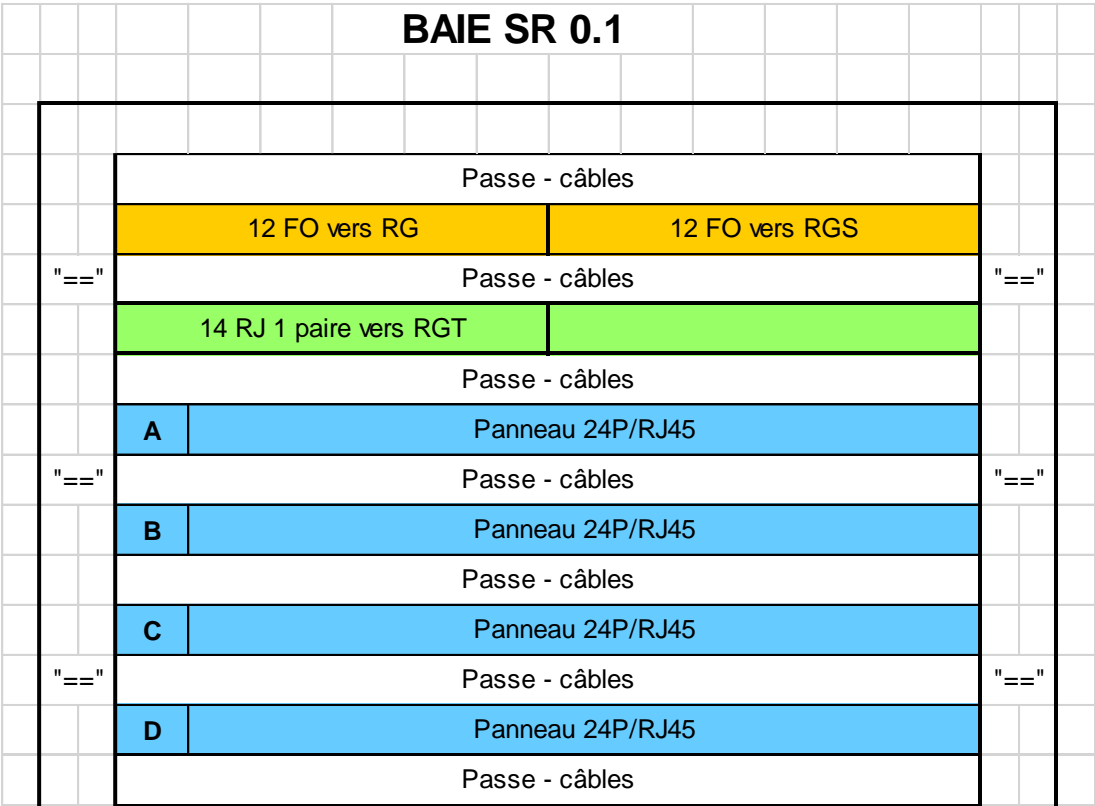 BAIE SR 0.1
Passe - câbles
12 FO vers RG 12 FO vers RGS
"==" Passe - câbles "=="
14 RJ 1 paire vers RGT
Passe - câbles
A Panneau 24P/RJ45
"==" Passe - câbles "=="
B Panneau 24P/RJ45
Passe - câbles
C Panneau 24P/RJ45
"==" Passe - câbles "=="
D Panneau 24P/RJ45
Passe - câbles